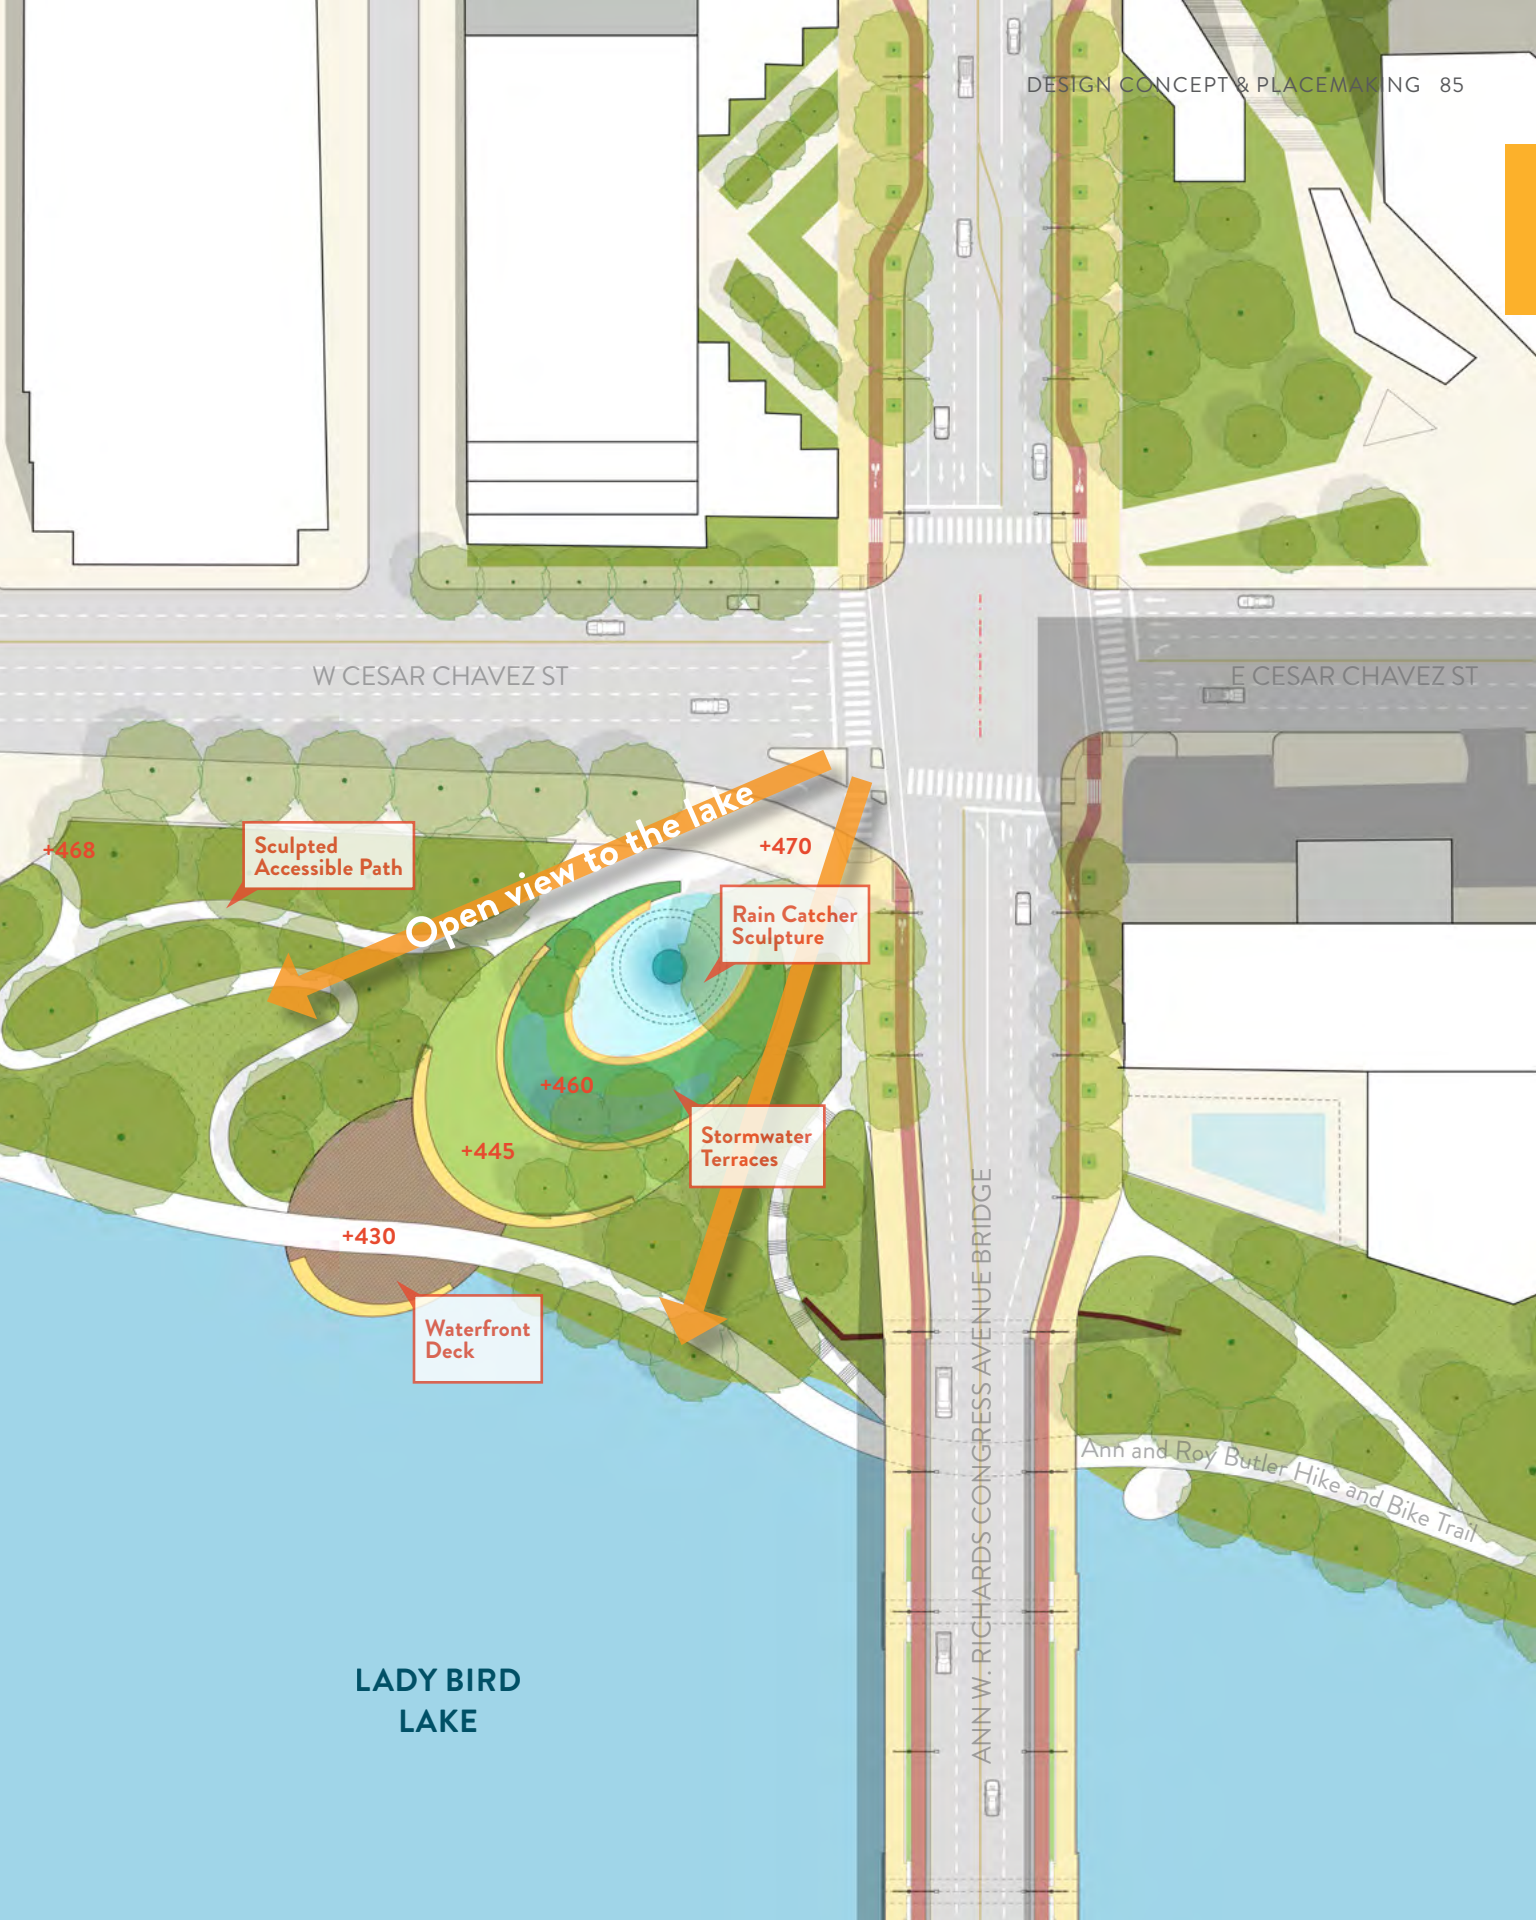 DESIGN CONCEPT & PLACEMAKING 85
W CESAR CHAVEZ ST
E CESAR CHAVEZ ST
Open view to the lake
+468
Sculpted
Accessible Path
+470
Rain Catcher
Sculpture
+460
Stormwater
Terraces
+445
+430
Waterfront
Deck
ANN W. RICHARDS CONGRESS AVENUE BRIDGE
Ann and Roy Butler Hike and Bike Trail
LADY BIRD
LAKE